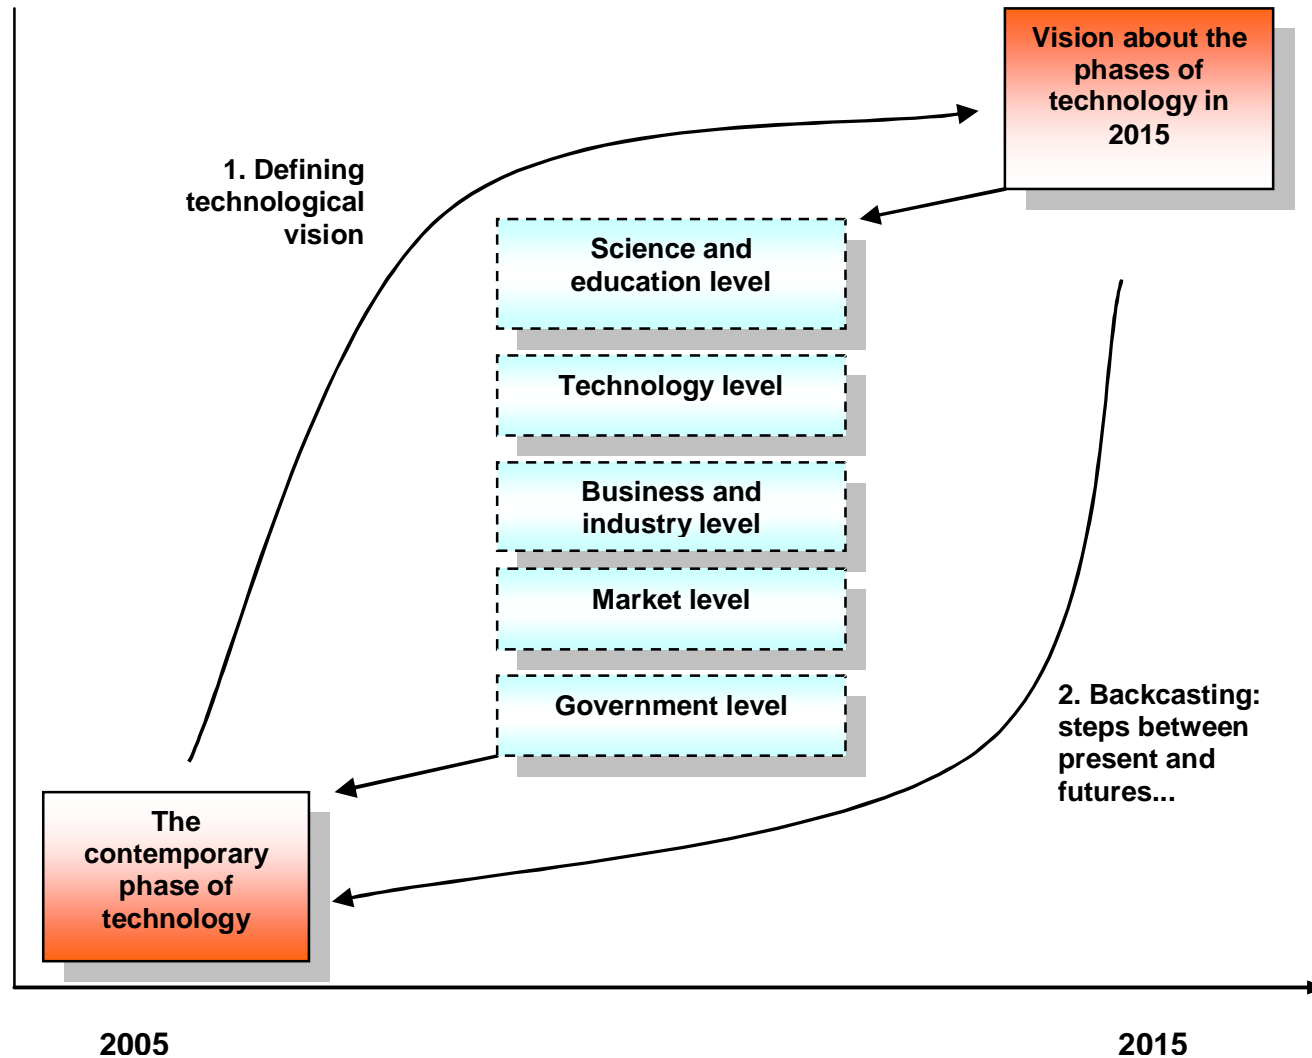 Vision about the
phases of
technology in
2015
1. Defining
technological
vision
Science and
education level
Technology level
Business and
industry level
Market level
Government level
2. Backcasting:
steps between
present and
futures...
The
contemporary
phase of
technology
2005
2015